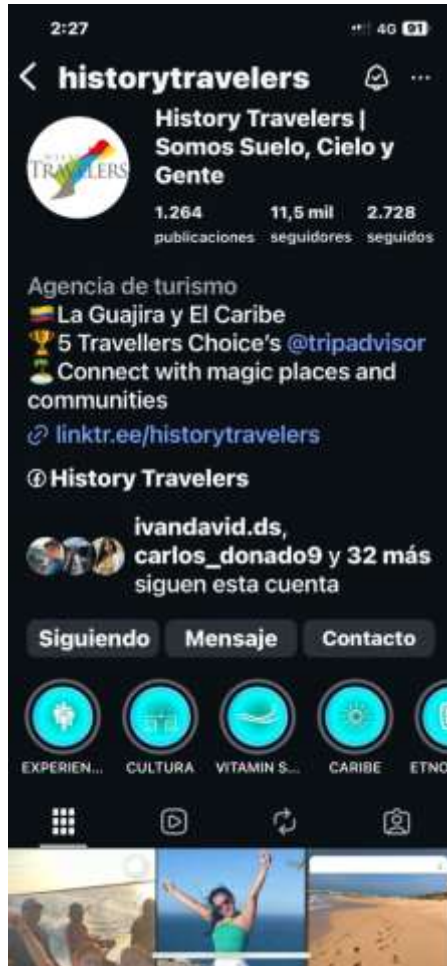 2:27
4G 91
historytravelers
History Travelers |
Somos Suelo, Cielo y
Gente
TRAVELERS
1.264 11,5 mil 2.728
publicaciones seguidores seguidos
Agencia de turismo
La Guajira y El Caribe
5 Travellers Choice's @tripadvisor
Connect with magic places and
communities
linktr.ee/historytravelers
History Travelers
ivandavid.ds,
carlos_donado9 y 32 más
siguen esta cuenta
Siguiendo Mensaje Contacto
EXPERIEN... CULTURA VITAMIN S... CARIBE ETNO